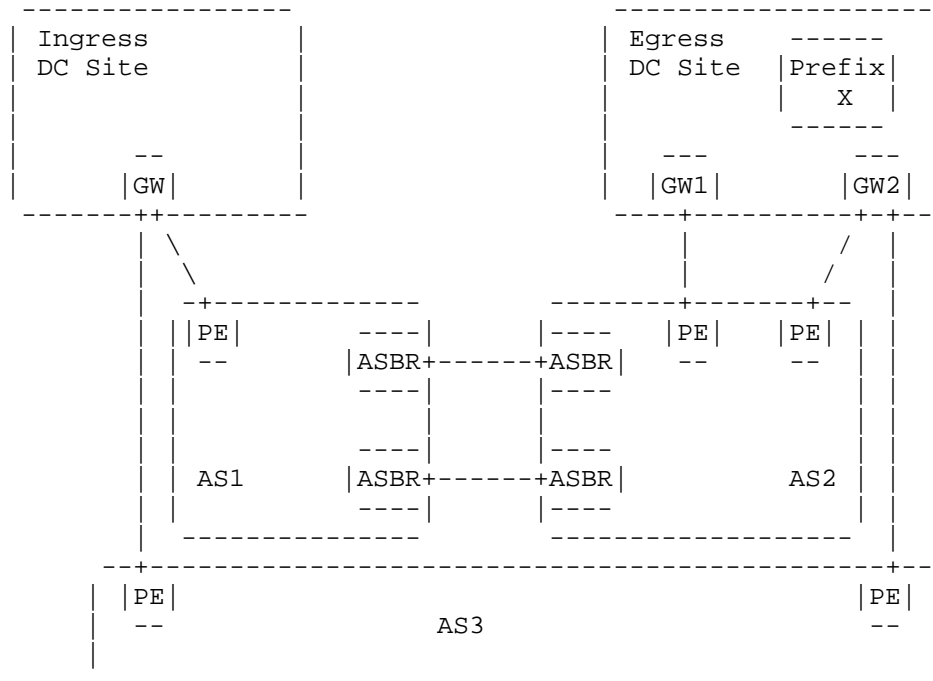 Ingress Egress
DC Site DC Site Prefix
X
GW GW1 GW2
PE PE PE
ASBR ASBR
AS1 ASBR ASBR AS2
PE PE
AS3